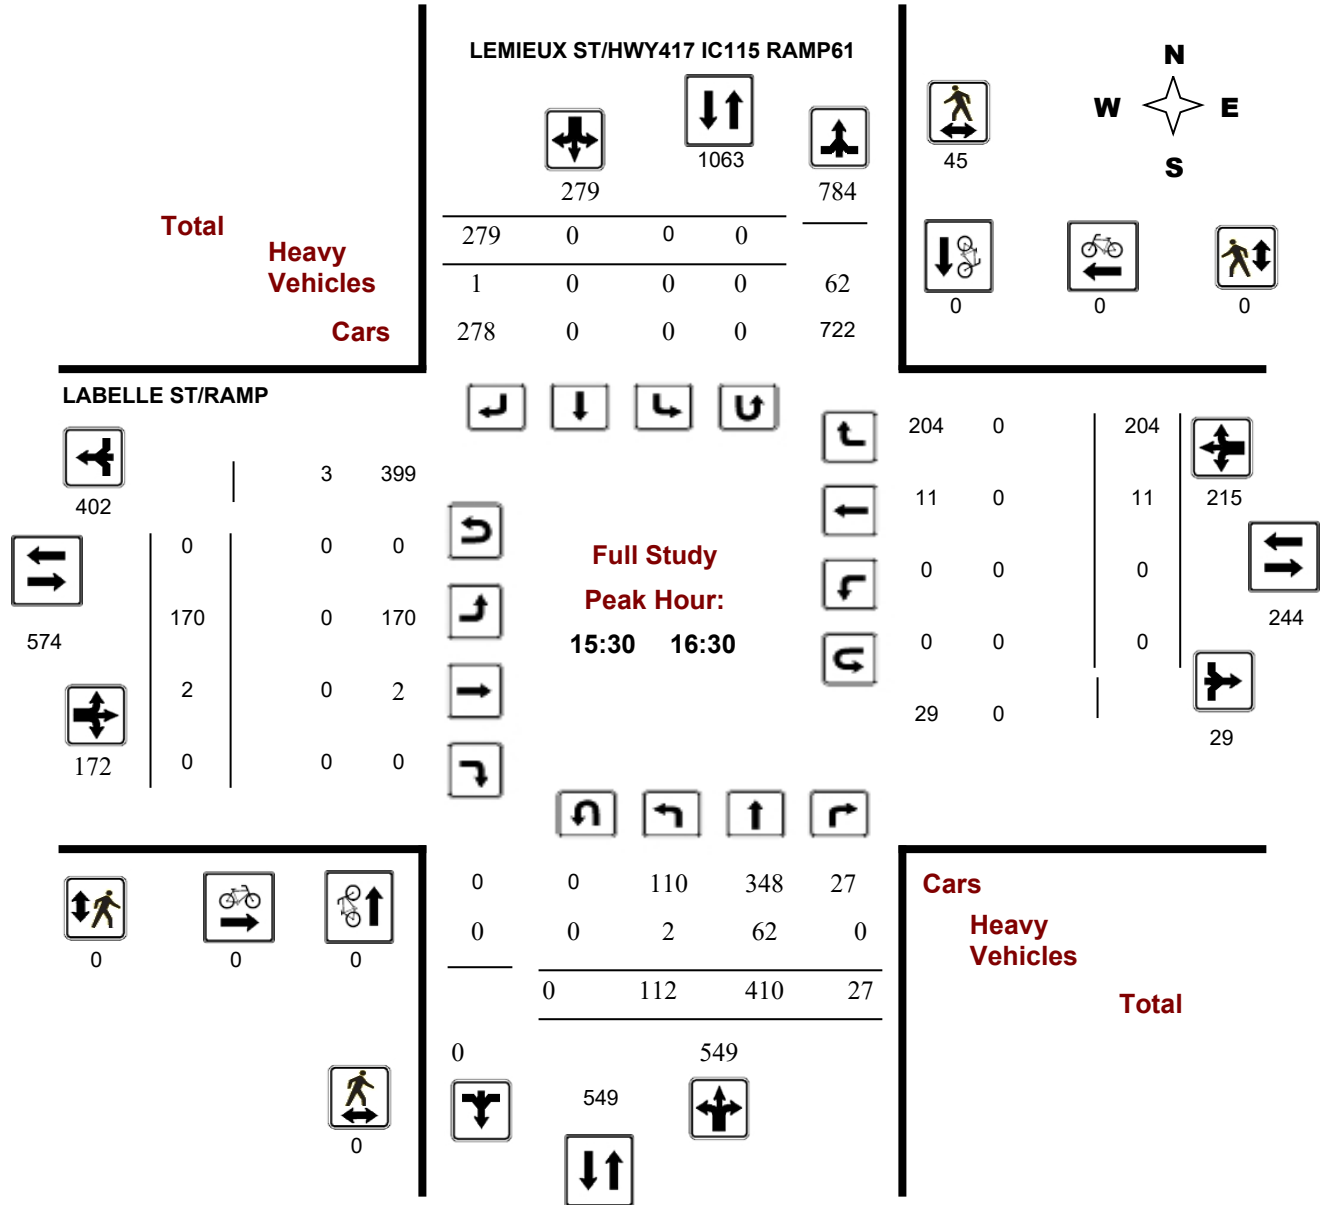 LEMIEUX ST/HWY417 IC115 RAMP61
N
W E
S
1063
45
279 784
Total
279 0 0 0
Heavy
Vehicles
1 0 0 0 62
Cars
278 0 0 0 722
0 0 0
LABELLE ST/RAMP
204 0 204
3 399
402
11 0 11 215
0 0 0
Full Study
0 0 0
Peak Hour:
170 0 170
244
574
15:30 16:30
0 0 0
2 0 2
29 0
29
172 0 0 0
0 0 110 348 27
Cars
0 0 2 62 0
Heavy
Vehicles
0 0 0
0 112 410 27
Total
0 549
549
0